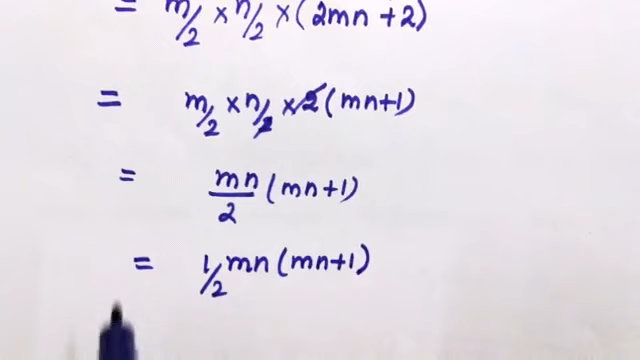 = m/2 × n/2 × (2mn + 2)
= m/2 × n/2 × 2 (mn+1)
= mn/2 (mn+1)
= 1/2 mn (mn+1)